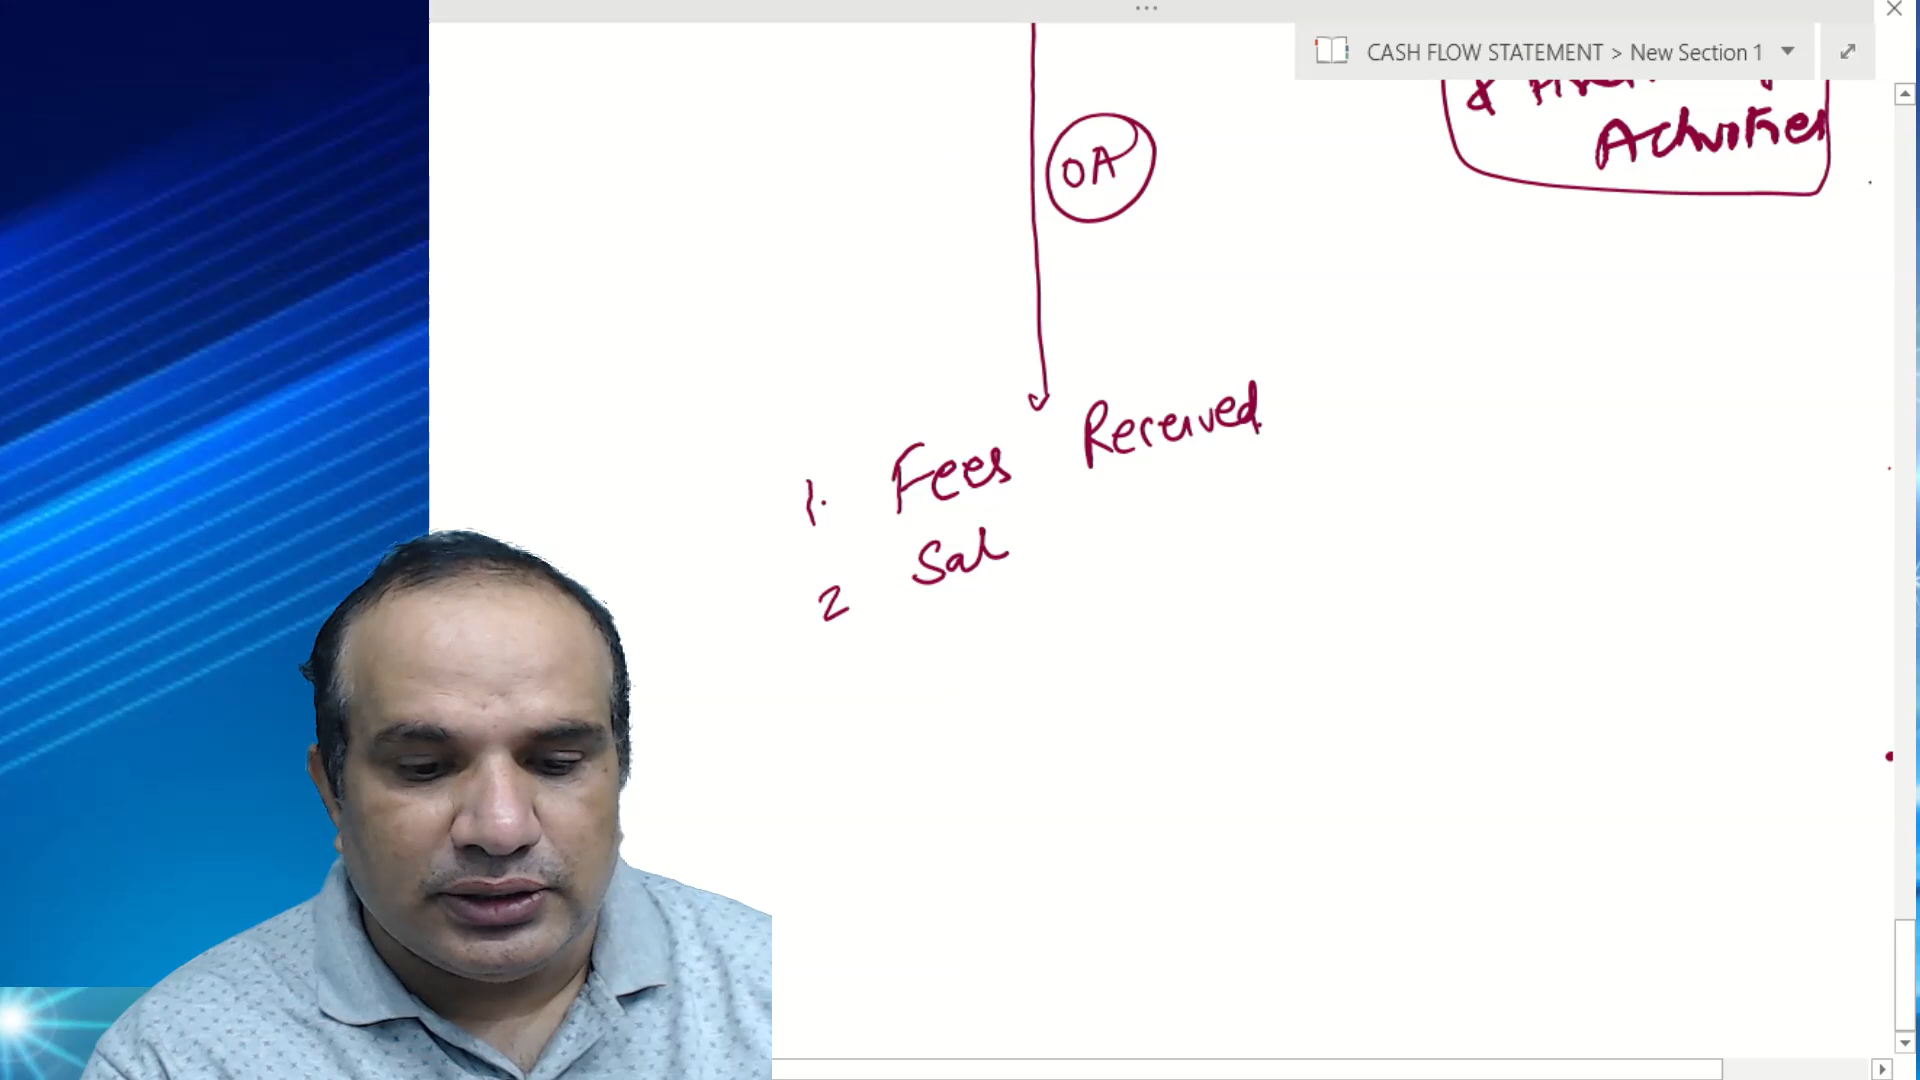 CASH FLOW STATEMENT > New Section 1
&
Activities
OA
1. Fees Received
2 Sal